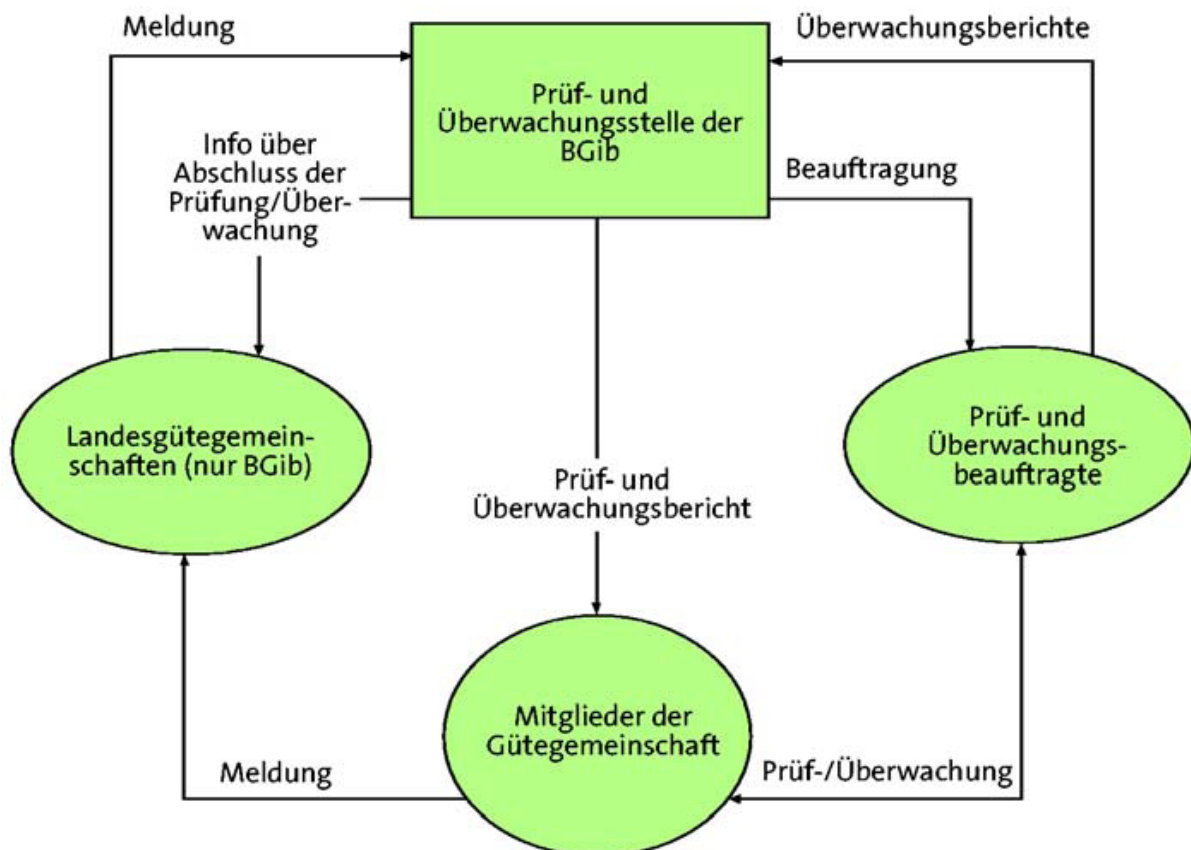 Meldung
Überwachungsberichte
Prüf- und
Überwachungsstelle der
BGib
Info über
Abschluss der
Prüfung/Über-
wachung
Beauftragung
Landesgütegemein-
schaften (nur BGib)
Prüf- und
Überwachungs-
beauftragte
Prüf- und
Überwachungsbericht
Mitglieder der
Gütegemeinschaft
Meldung
Prüf-/Überwachung